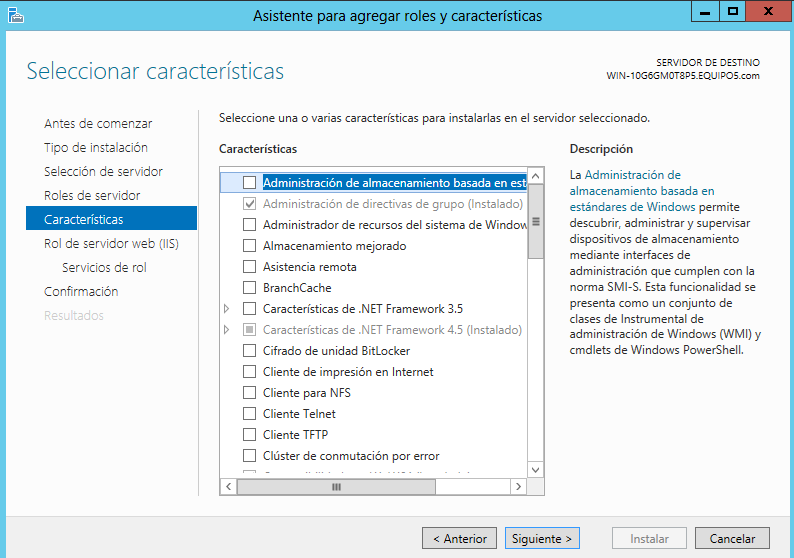 Asistente para agregar roles y características
Seleccionar características
SERVIDOR DE DESTINO
WIN-10G6GM0T8P5.EQUIPO5.com
Antes de comenzar
Tipo de instalación
Selección de servidor
Roles de servidor
Características
Rol de servidor web (IIS)
Servicios de rol
Confirmación
Resultados
Seleccione una o varias características para instalarlas en el servidor seleccionado.
Características
Administración de almacenamiento basada en est
Administración de directivas de grupo (Instalado)
Administrador de recursos del sistema de Window
Almacenamiento mejorado
Asistencia remota
BranchCache
Características de .NET Framework 3.5
Características de .NET Framework 4.5 (Instalado)
Cifrado de unidad BitLocker
Cliente de impresión en Internet
Cliente para NFS
Cliente Telnet
Cliente TFTP
Clúster de conmutación por error
Descripción
La Administración de
almacenamiento basada en
estándares de Windows permite
descubrir, administrar y supervisar
dispositivos de almacenamiento
mediante interfaces de
administración que cumplen con la
norma SMI-S. Esta funcionalidad se
presenta como un conjunto de
clases de Instrumental de
administración de Windows (WMI) y
cmdlets de Windows PowerShell.
< Anterior
Siguiente >
Instalar
Cancelar